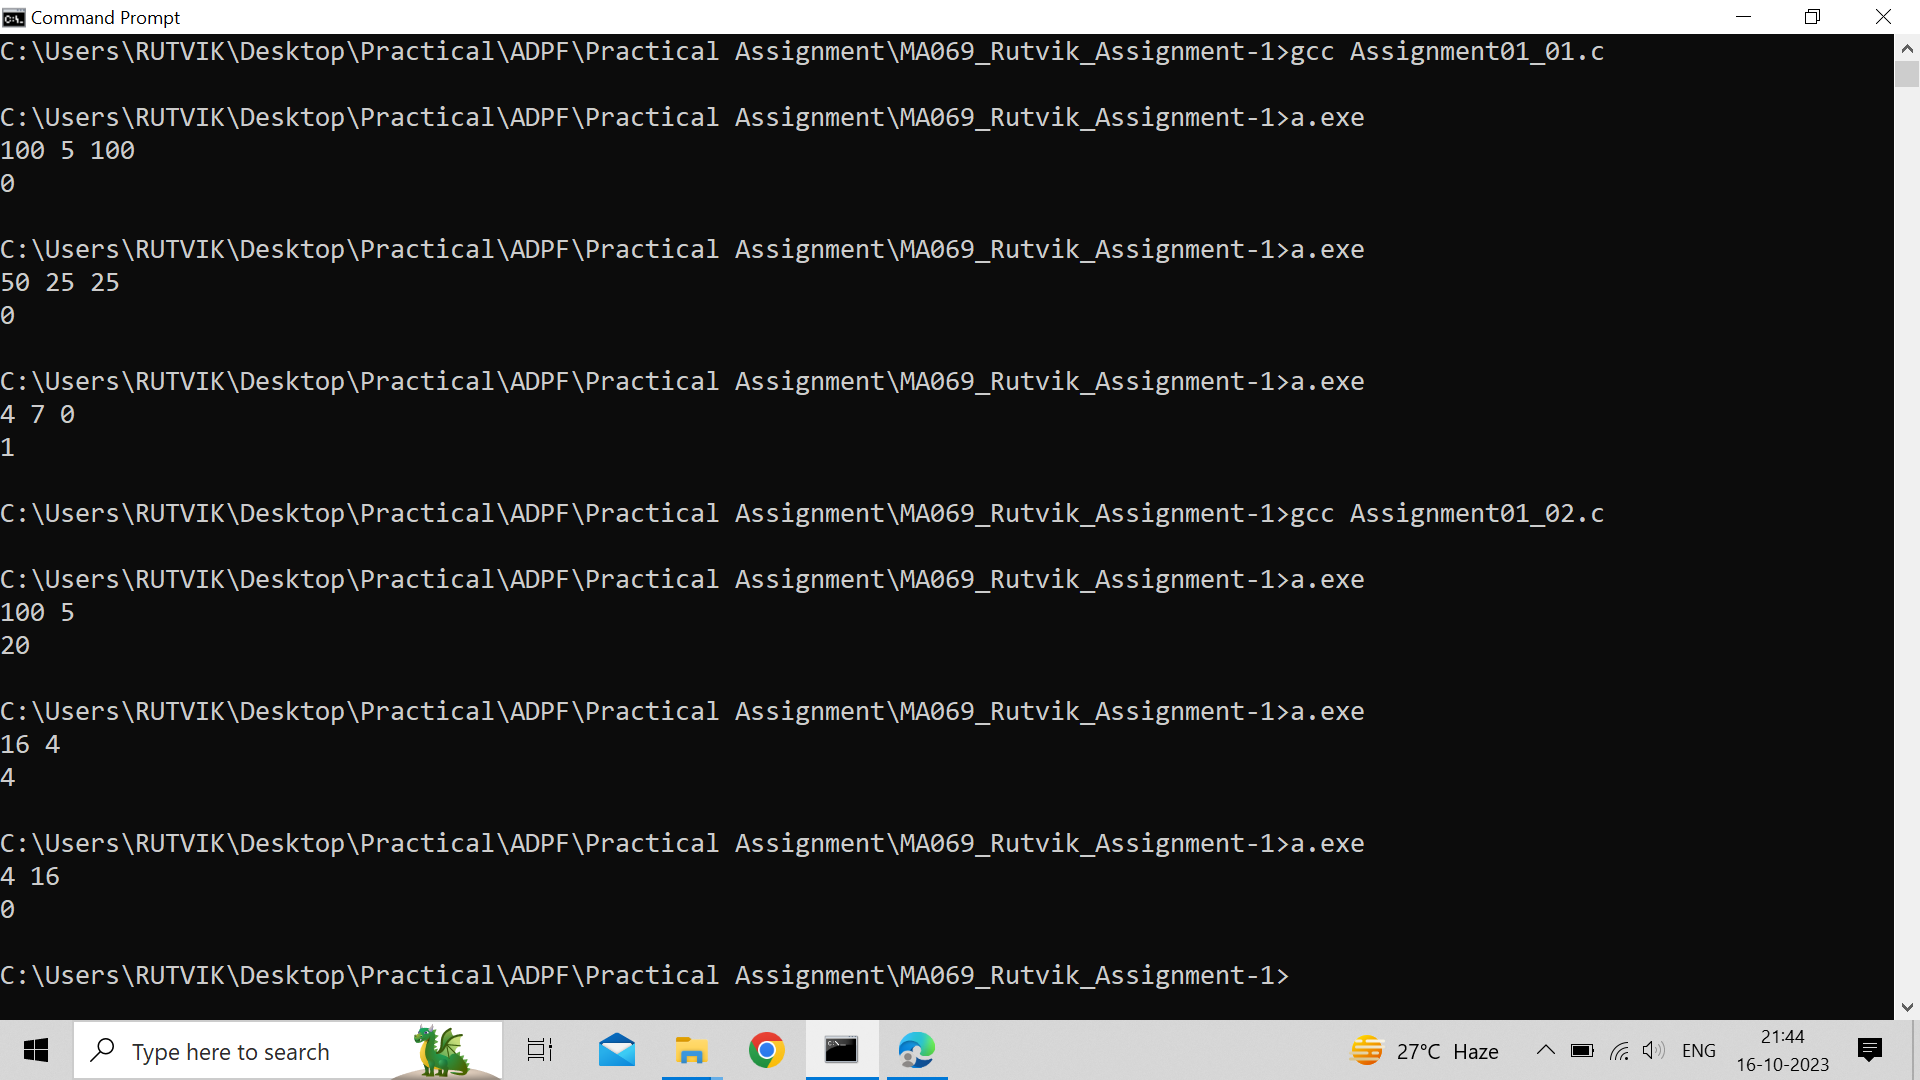 Command Prompt
C:\Users\RUTVIK\Desktop\Practical\ADPF\Practical Assignment\MA069_Rutvik_Assignment-1>gcc Assignment01_01.c
C:\Users\RUTVIK\Desktop\Practical\ADPF\Practical Assignment\MA069_Rutvik_Assignment-1>a.exe
100 5 100
0
C:\Users\RUTVIK\Desktop\Practical\ADPF\Practical Assignment\MA069_Rutvik_Assignment-1>a.exe
50 25 25
0
C:\Users\RUTVIK\Desktop\Practical\ADPF\Practical Assignment\MA069_Rutvik_Assignment-1>a.exe
4 7 0
1
C:\Users\RUTVIK\Desktop\Practical\ADPF\Practical Assignment\MA069_Rutvik_Assignment-1>gcc Assignment01_02.c
C:\Users\RUTVIK\Desktop\Practical\ADPF\Practical Assignment\MA069_Rutvik_Assignment-1>a.exe
100 5
20
C:\Users\RUTVIK\Desktop\Practical\ADPF\Practical Assignment\MA069_Rutvik_Assignment-1>a.exe
16 4
4
C:\Users\RUTVIK\Desktop\Practical\ADPF\Practical Assignment\MA069_Rutvik_Assignment-1>a.exe
4 16
0
C:\Users\RUTVIK\Desktop\Practical\ADPF\Practical Assignment\MA069_Rutvik_Assignment-1>
Type here to search
27°C Haze
ENG
21:44
16-10-2023